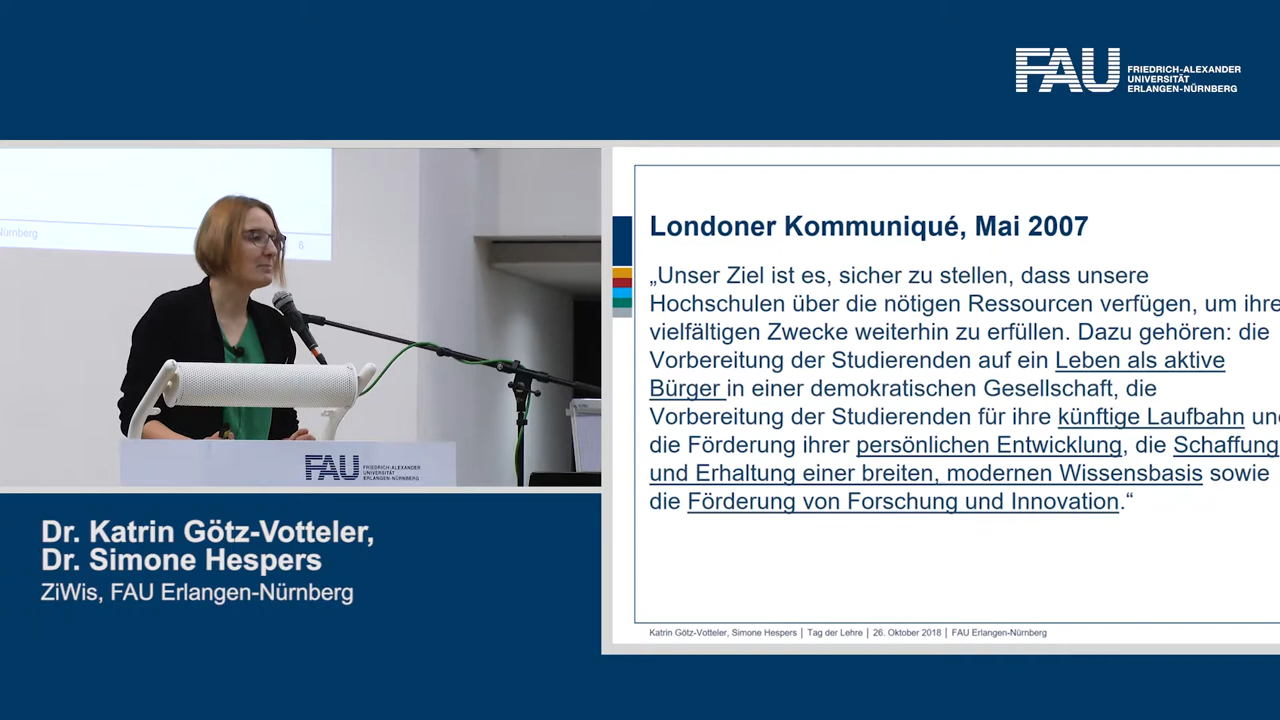 FAU
FRIEDRICH-ALEXANDER
UNIVERSITÄT
ERLANGEN-NÜRNBERG
Nürnberg
6
FAU
FRIEDRICH-ALEXANDER
UNIVERSITÄT
ERLANGEN-NÜRNBERG
Dr. Katrin Götz-Votteler,
Dr. Simone Hespers
ZiWis, FAU Erlangen-Nürnberg
Londoner Kommuniqué, Mai 2007
„Unser Ziel ist es, sicher zu stellen, dass unsere
Hochschulen über die nötigen Ressourcen verfügen, um ihre
vielfältigen Zwecke weiterhin zu erfüllen. Dazu gehören: die
Vorbereitung der Studierenden auf ein Leben als aktive
Bürger in einer demokratischen Gesellschaft, die
Vorbereitung der Studierenden für ihre künftige Laufbahn und
die Förderung ihrer persönlichen Entwicklung, die Schaffung
und Erhaltung einer breiten, modernen Wissensbasis sowie
die Förderung von Forschung und Innovation.“
Katrin Götz-Votteler, Simone Hespers | Tag der Lehre | 26. Oktober 2018 | FAU Erlangen-Nürnberg